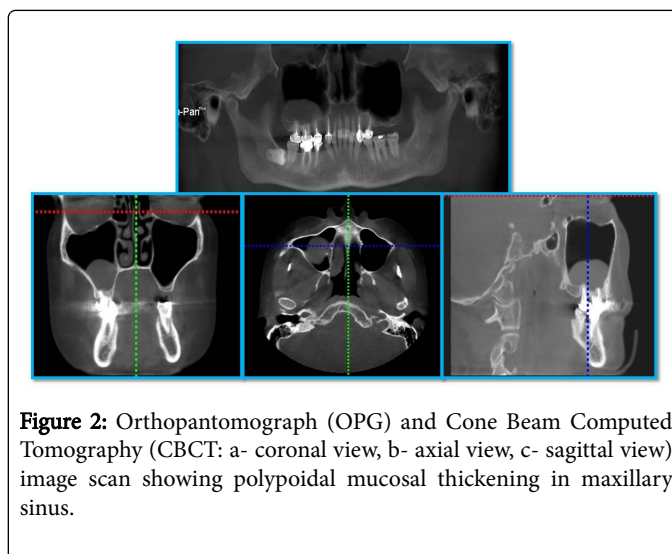 u-Pan™
Figure 2: Orthopantomograph (OPG) and Cone Beam Computed
Tomography (CBCT: a- coronal view, b- axial view, c- sagittal view)
image scan showing polypoidal mucosal thickening in maxillary
sinus.